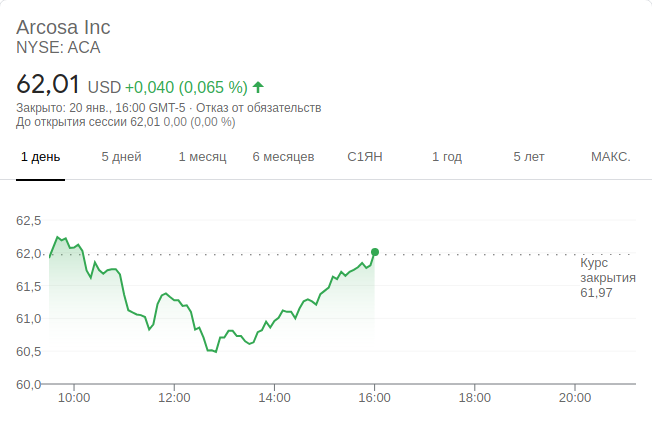 Arcosa Inc
NYSE: ACA
62,01 USD +0,040 (0,065 %)
Закрыто: 20 янв., 16:00 GMT-5 · Отказ от обязательств
До открытия сессии 62,01 0,00 (0,00 %)
1 день 5 дней 1 месяц 6 месяцев С1ЯН 1 год 5 лет МАКС.
62,5
62,0
Курс
закрытия
61,97
61,5
61,0
60,5
60,0
10:00 12:00 14:00 16:00 18:00 20:00